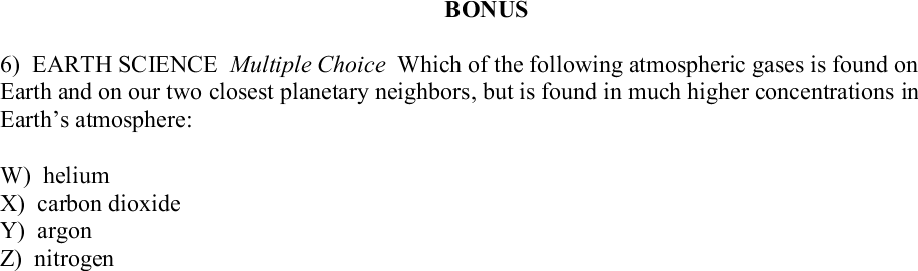 BONUS
6) EARTH SCIENCE Multiple Choice Which of the following atmospheric gases is found on
Earth and on our two closest planetary neighbors, but is found in much higher concentrations in
Earth’s atmosphere:
W) helium
X) carbon dioxide
Y) argon
Z) nitrogen